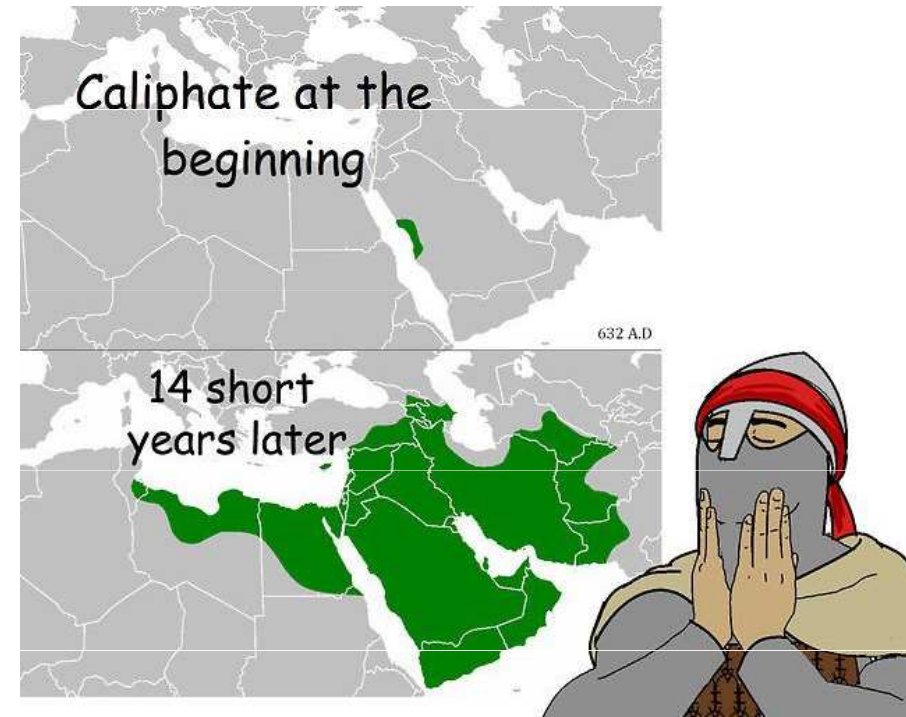 Caliphate at the
beginning
632 A.D
14 short
years later